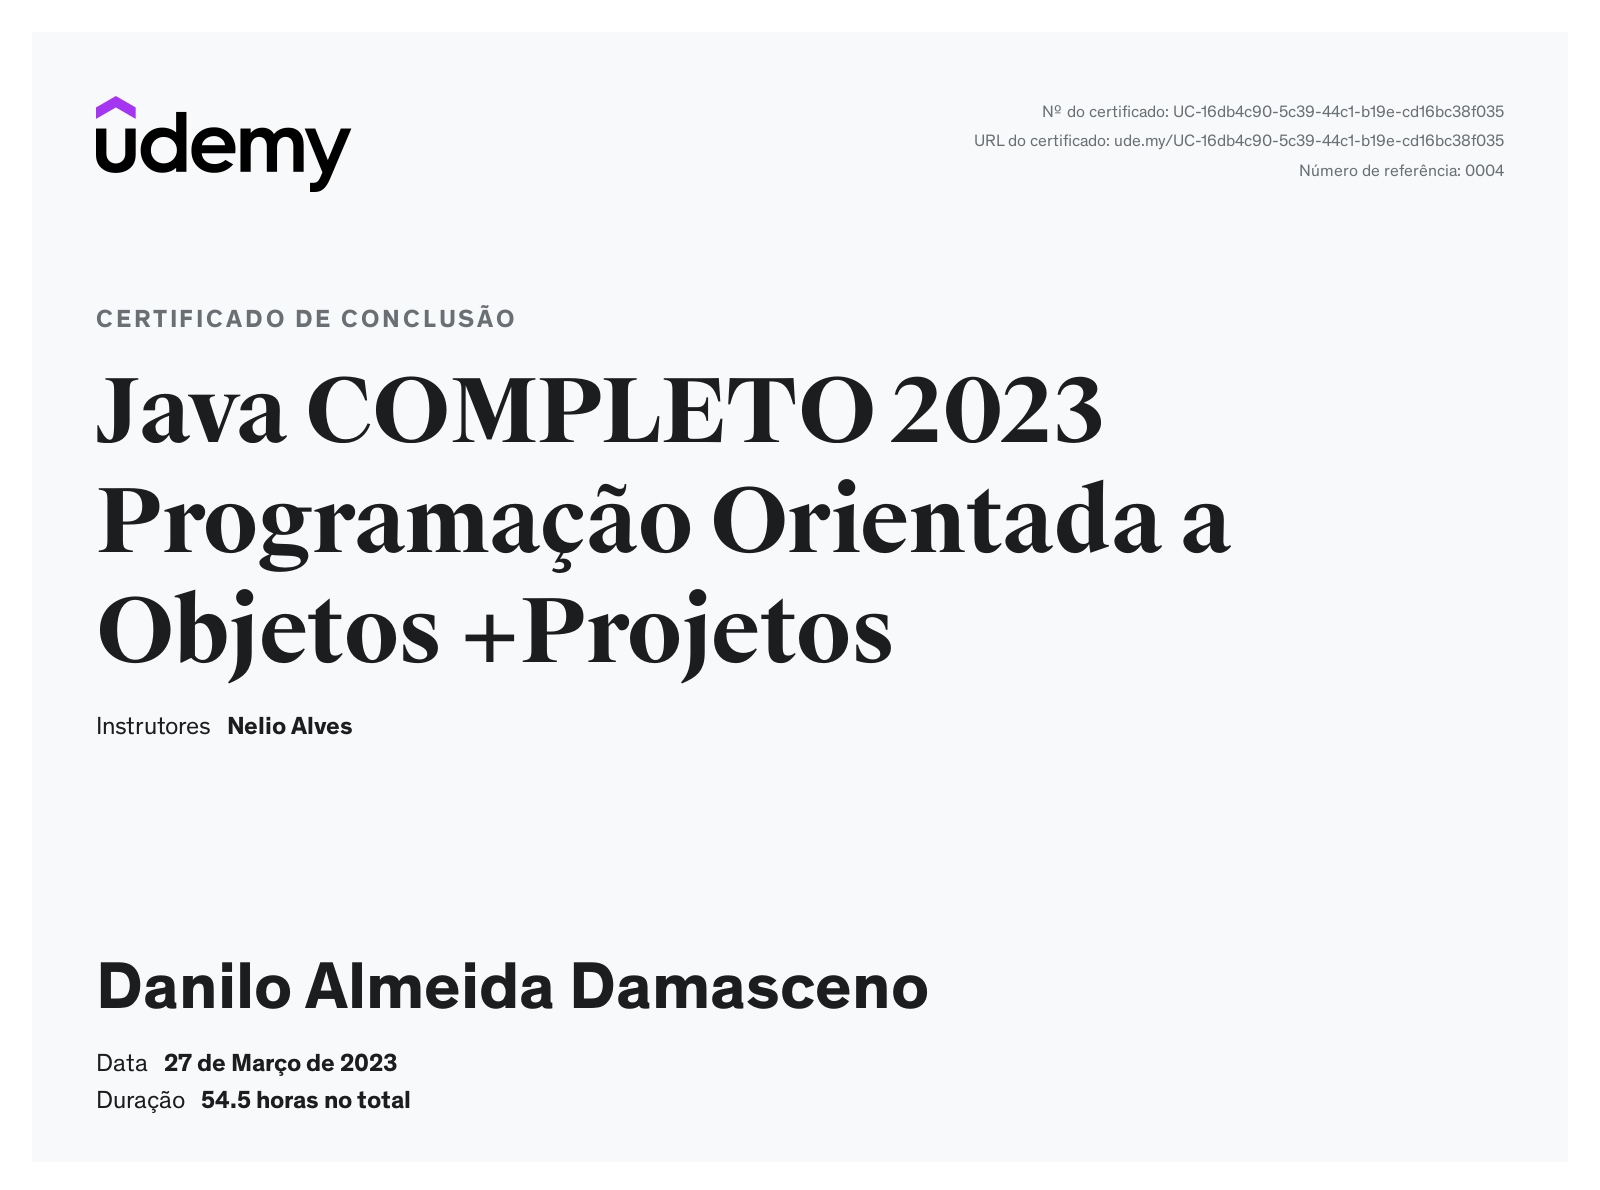 udemy
Nº do certificado: UC-16db4c90-5c39-44c1-b19e-cd16bc38f035
URL do certificado: ude.my/UC-16db4c90-5c39-44c1-b19e-cd16bc38f035
Número de referência: 0004
CERTIFICADO DE CONCLUSÃO
Java COMPLETO 2023
Programação Orientada a
Objetos +Projetos
Instrutores Nelio Alves
Danilo Almeida Damasceno
Data 27 de Março de 2023
Duração 54.5 horas no total